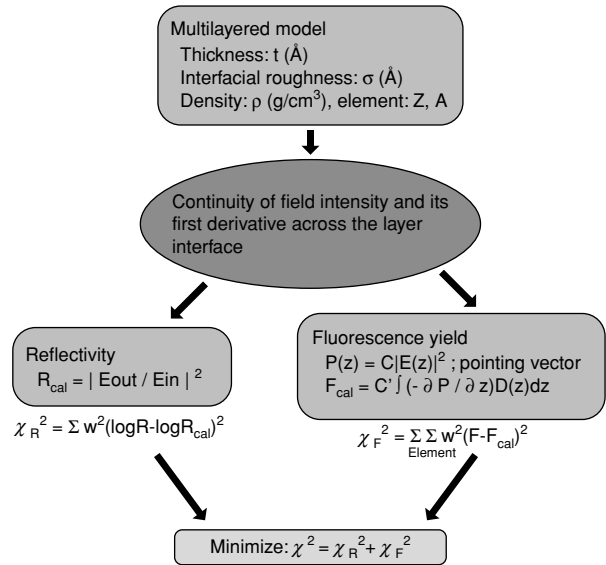 Multilayered model
Thickness: t (Å)
Interfacial roughness: σ (Å)
Density: ρ (g/cm³), element: Z, A
Continuity of field intensity and its
first derivative across the layer
interface
Reflectivity
R_cal = | Eout / Ein | ²
χ_R² = Σ w²(logR-logR_cal)²
Fluorescence yield
P(z) = C|E(z)|² ; pointing vector
F_cal = C' ∫ (- ∂ P / ∂ z)D(z)dz
χ_F² = Σ Σ w²(F-F_cal)²
Element
Minimize: χ² = χ_R² + χ_F²